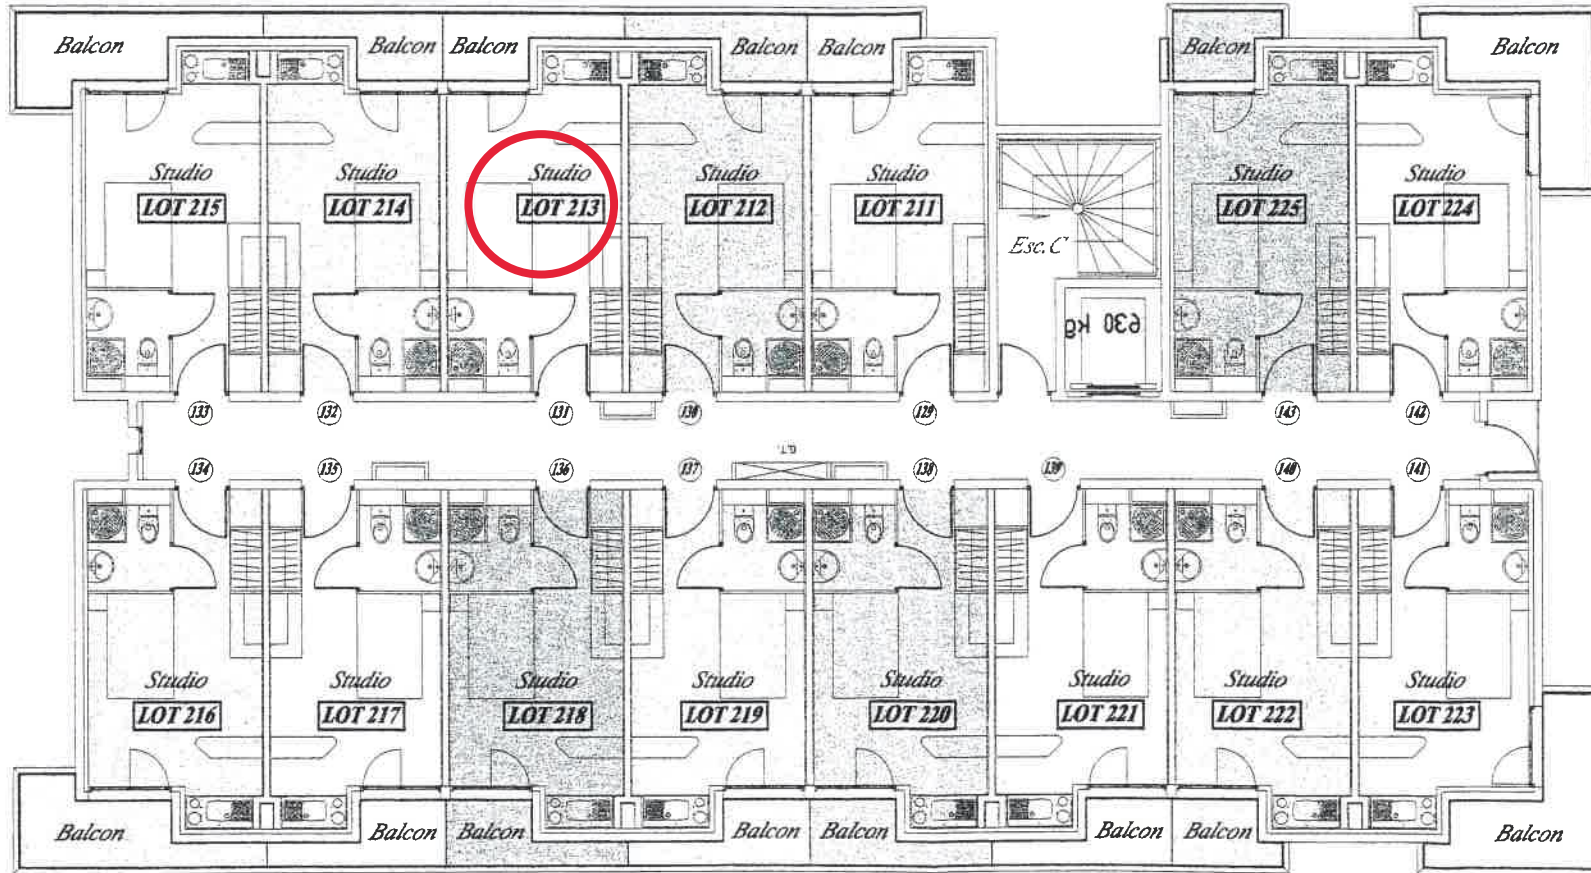 Balcon Balcon Balcon Balcon Balcon Balcon Balcon
Studio Studio Studio Studio Studio Studio Studio
LOT 215 LOT 214 LOT 213 LOT 212 LOT 211 LOT 225 LOT 224
Esc. C
630 kg
133 132 131 130 129 143 142
G.T.
134 135 136 137 138 139 140 141
Studio Studio Studio Studio Studio Studio Studio Studio
LOT 216 LOT 217 LOT 218 LOT 219 LOT 220 LOT 221 LOT 222 LOT 223
Balcon Balcon Balcon Balcon Balcon Balcon Balcon Balcon